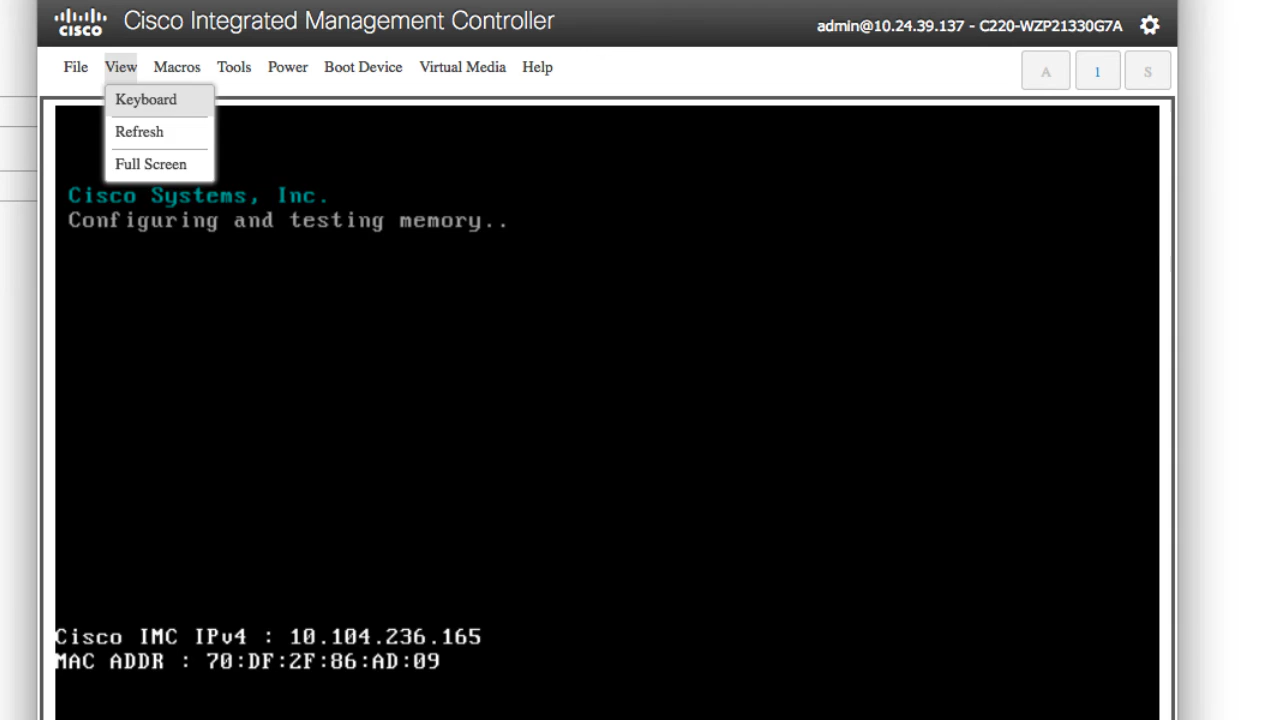 cisco Cisco Integrated Management Controller admin@10.24.39.137 - C220-WZP21330G7A
File View Macros Tools Power Boot Device Virtual Media Help A 1 S
Keyboard
Refresh
Full Screen
Cisco Systems, Inc.
Configuring and testing memory..
Cisco IMC IPv4 : 10.104.236.165
MAC ADDR : 70:DF:2F:86:AD:09